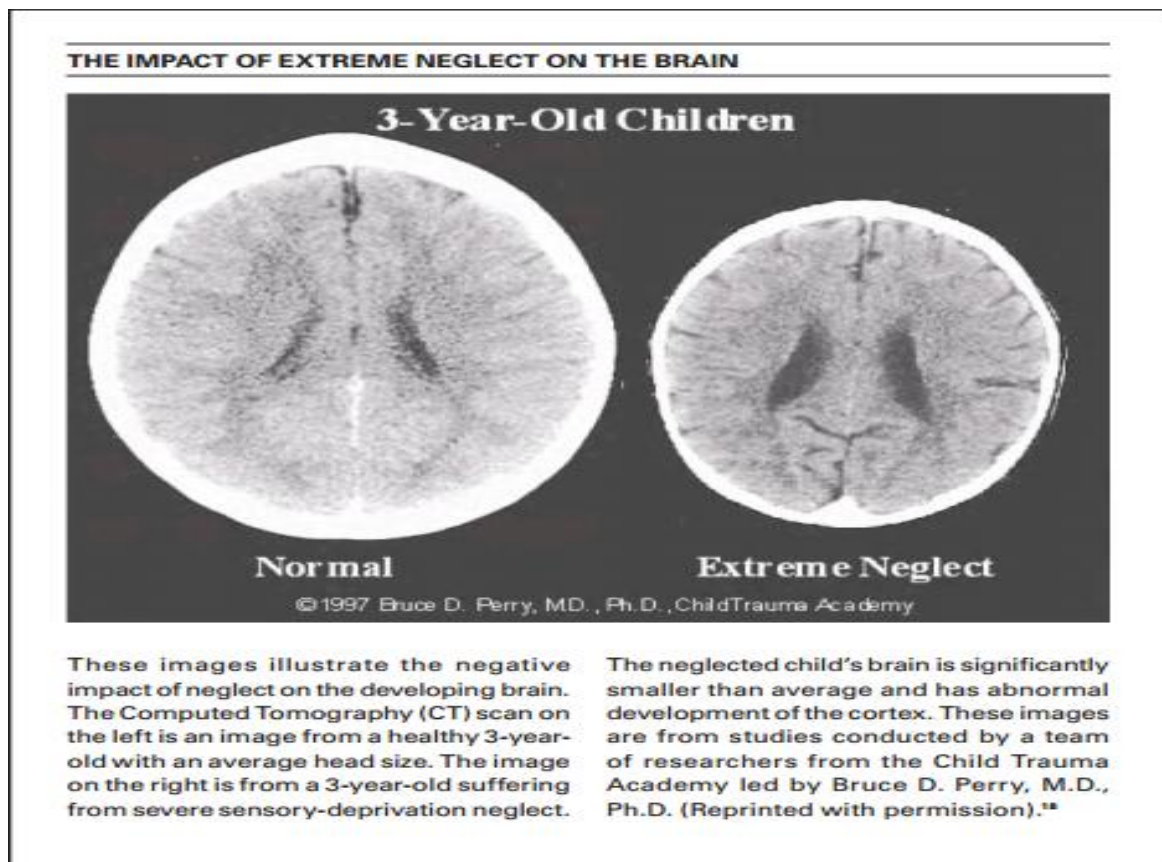 THE IMPACT OF EXTREME NEGLECT ON THE BRAIN
3-Year-Old Children
Normal
Extreme Neglect
©1997 Bruce D. Perry, M.D., Ph.D., ChildTrauma Academy
These images illustrate the negative
impact of neglect on the developing brain.
The Computed Tomography (CT) scan on
the left is an image from a healthy 3-year-
old with an average head size. The image
on the right is from a 3-year-old suffering
from severe sensory-deprivation neglect.
The neglected child's brain is significantly
smaller than average and has abnormal
development of the cortex. These images
are from studies conducted by a team
of researchers from the Child Trauma
Academy led by Bruce D. Perry, M.D.,
Ph.D. (Reprinted with permission).¹⁸